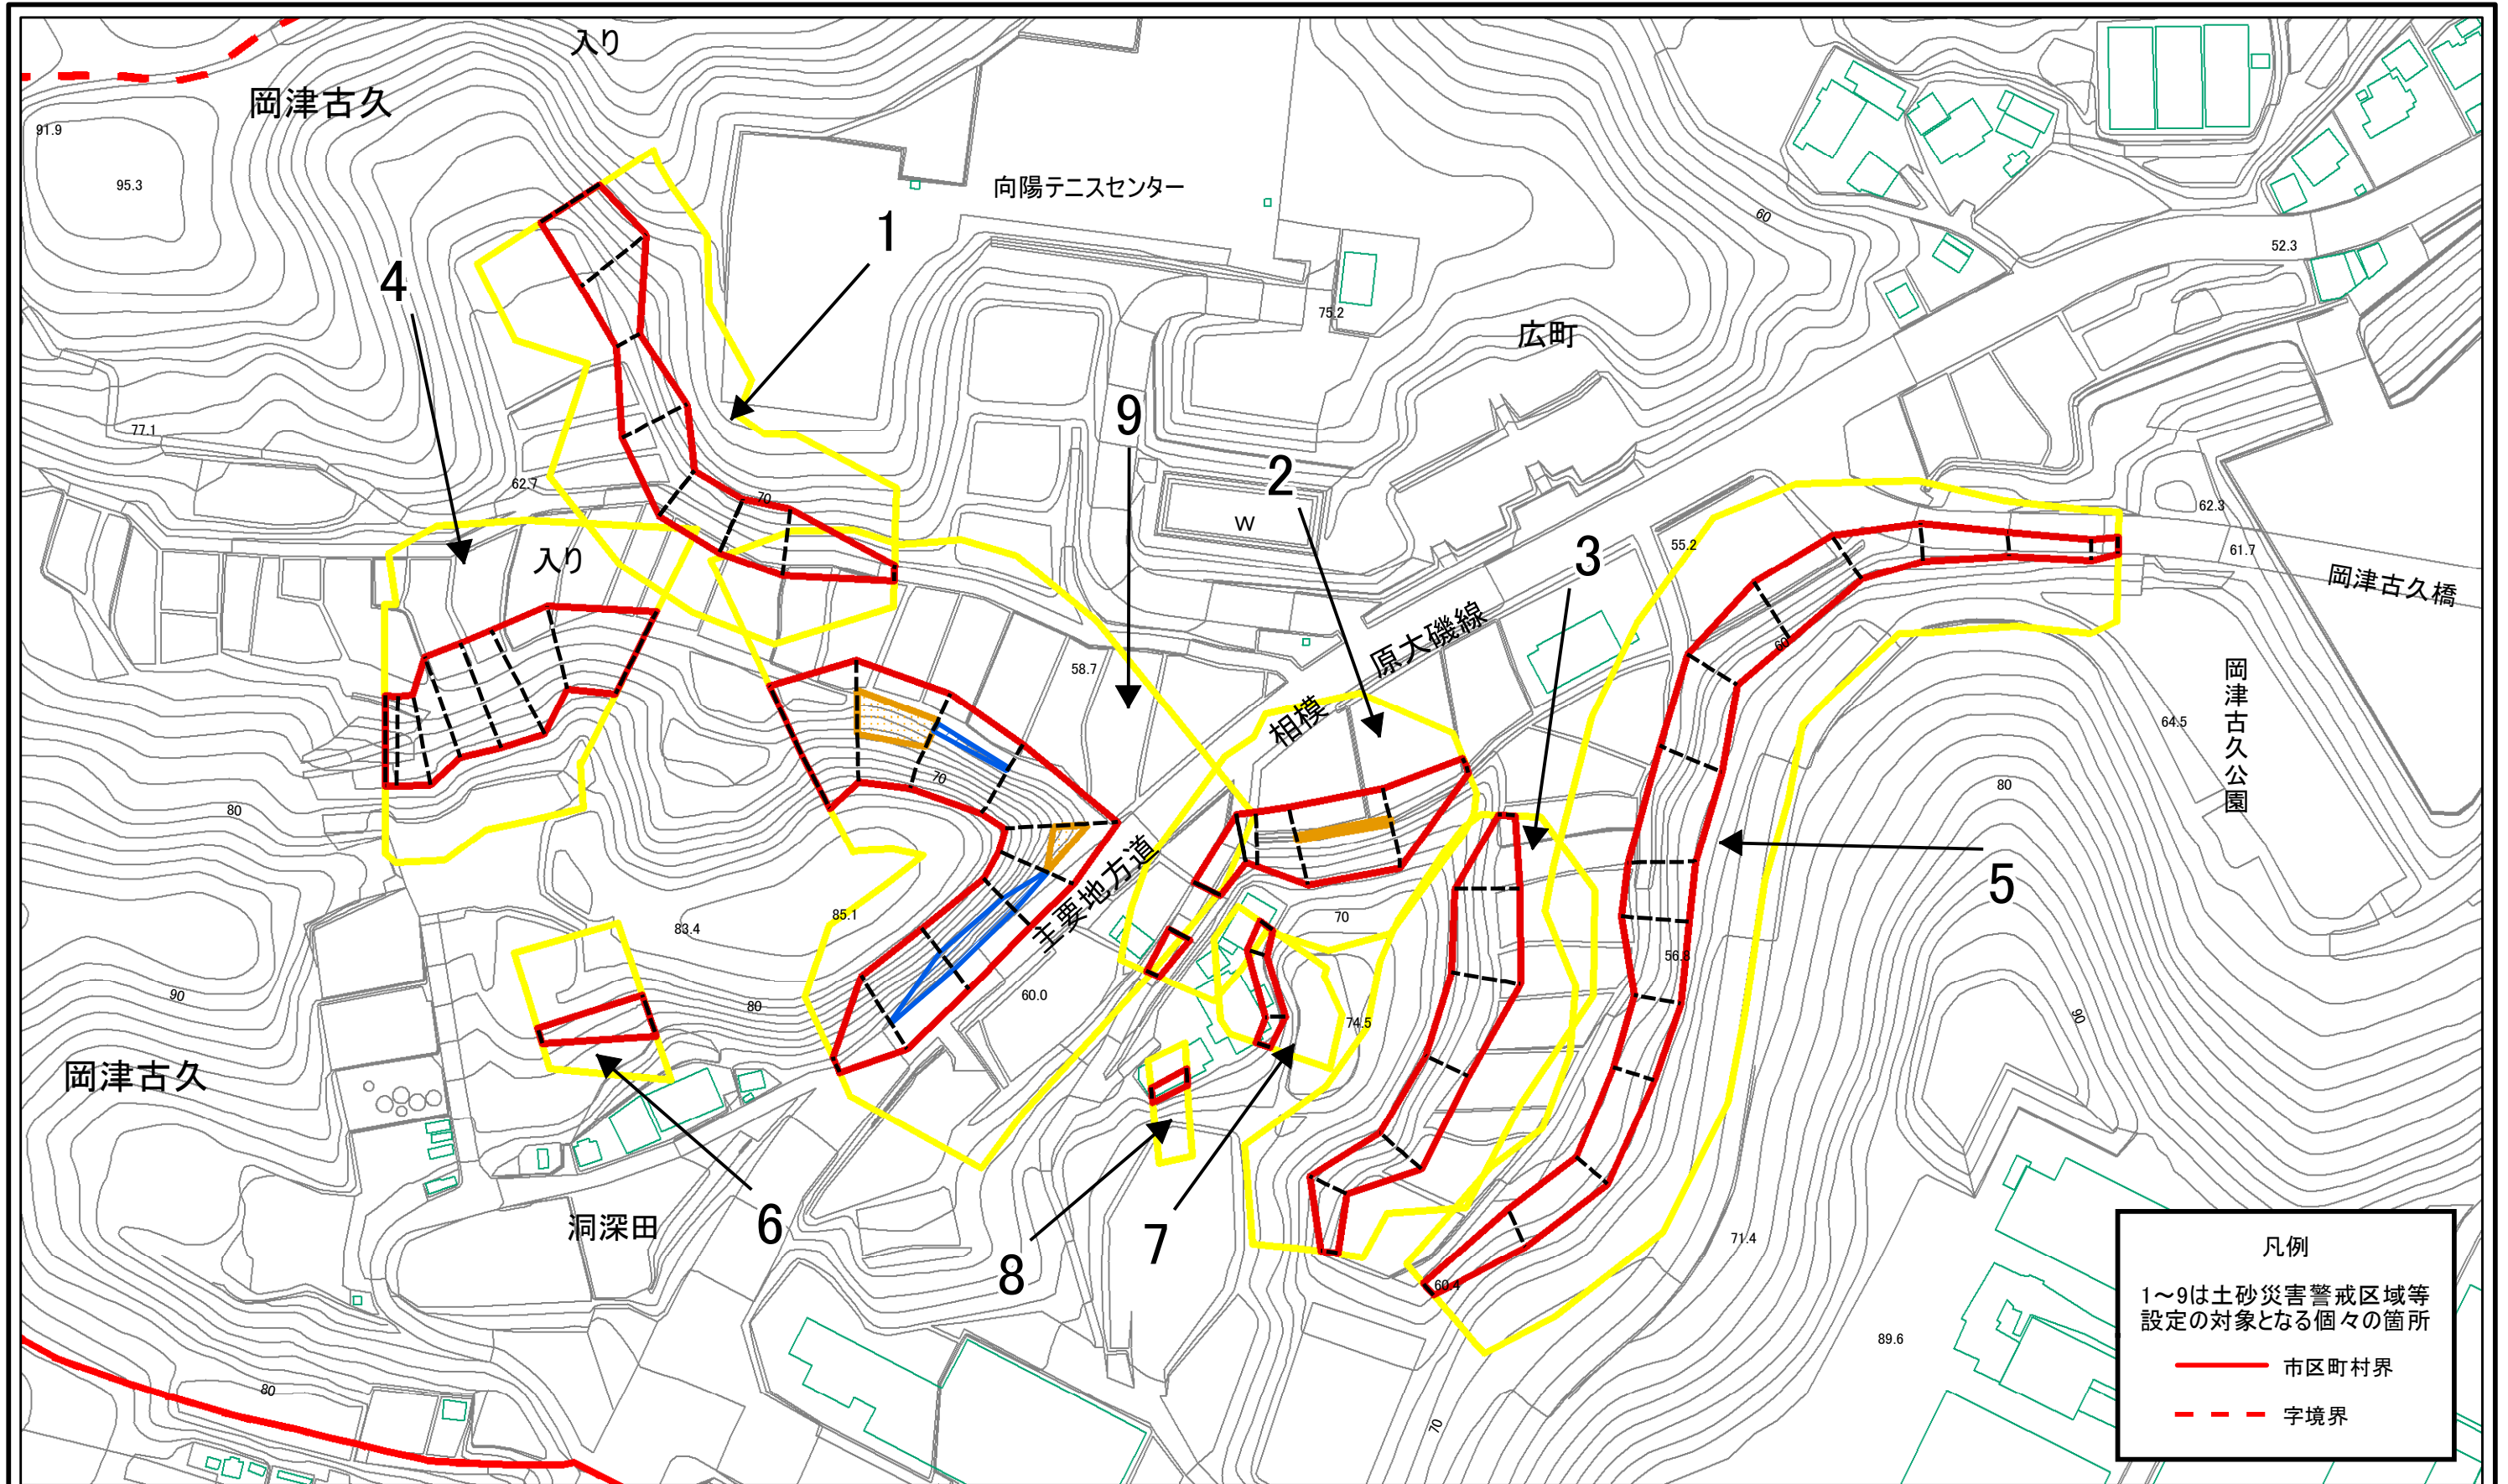 入り
岡津古久
91.9
95.3
向陽テニスセンター
1
60
52.3
4
75.2
広町
77.1
9
2
62.7
70
W
62.3
3
55.2
61.7
入り
岡津古久橋
原大磯線
60
58.7
岡津古久公園
相模
64.5
70
80
80
主要地方道
5
85.1
70
83.4
56.8
90
60.0
80
74.5
90
岡津古久
6
洞深田
7
8
71.4
60.4
89.6
80
70
凡例
1～9は土砂災害警戒区域等
設定の対象となる個々の箇所
市区町村界
字境界